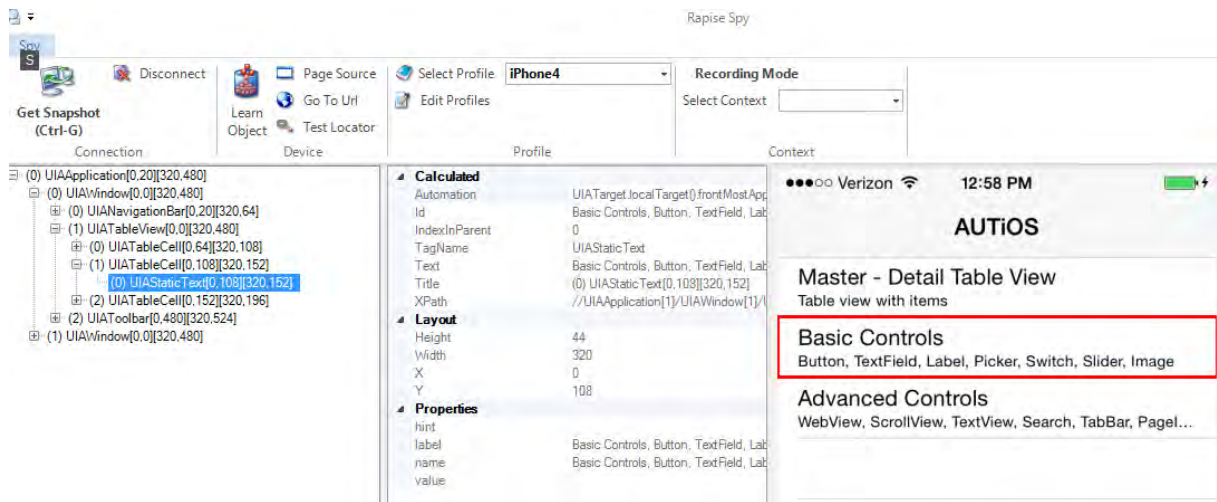 Rapise Spy
Spy
S
Get Snapshot
(Ctrl-G)
Disconnect
Connection
Learn
Object
Page Source
Go To Url
Test Locator
Device
Select Profile iPhone4
Edit Profiles
Profile
Recording Mode
Select Context
Context
(0) UIAApplication[0,20][320,480]
(0) UIAWindow[0,0][320,480]
(0) UIANavigationBar[0,20][320,64]
(1) UIATableView[0,0][320,480]
(0) UIATableCell[0,64][320,108]
(1) UIATableCell[0,108][320,152]
(0) UIAStaticText[0,108][320,152]
(2) UIATableCell[0,152][320,196]
(2) UIAToolbar[0,480][320,524]
(1) UIAWindow[0,0][320,480]
Calculated
Automation UIATarget.localTarget().frontMostApp
Id Basic Controls, Button, TextField, Lab
IndexInParent 0
TagName UIAStaticText
Text Basic Controls, Button, TextField, Lab
Title (0) UIAStaticText[0,108][320,152]
XPath //UIAApplication[1]/UIAWindow[1]/U
Layout
Height 44
Width 320
X 0
Y 108
Properties
hint
label Basic Controls, Button, TextField, Lab
name Basic Controls, Button, TextField, Lab
value
Verizon 12:58 PM
AUTiOS
Master - Detail Table View
Table view with items
Basic Controls
Button, TextField, Label, Picker, Switch, Slider, Image
Advanced Controls
WebView, ScrollView, TextView, Search, TabBar, PageI...